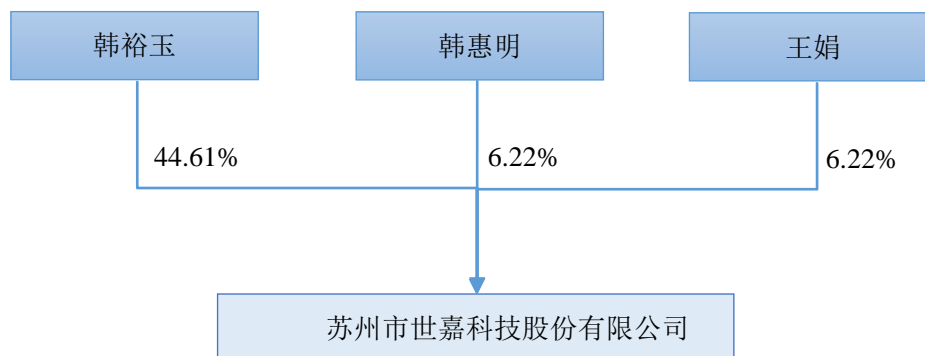 韩裕玉
韩惠明
王娟
44.61%
6.22%
6.22%
苏州市世嘉科技股份有限公司